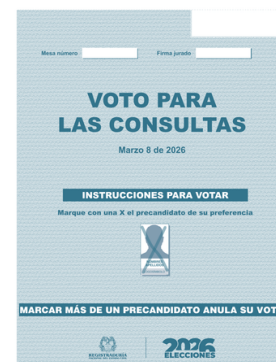 Mesa número
Firma jurado
VOTO PARA
LAS CONSULTAS
Marzo 8 de 2026
INSTRUCCIONES PARA VOTAR
Marque con una X el precandidato de su preferencia
MARCAR MÁS DE UN PRECANDIDATO ANULA SU VOT
REGISTRADURÍA
2026
ELECCIONES